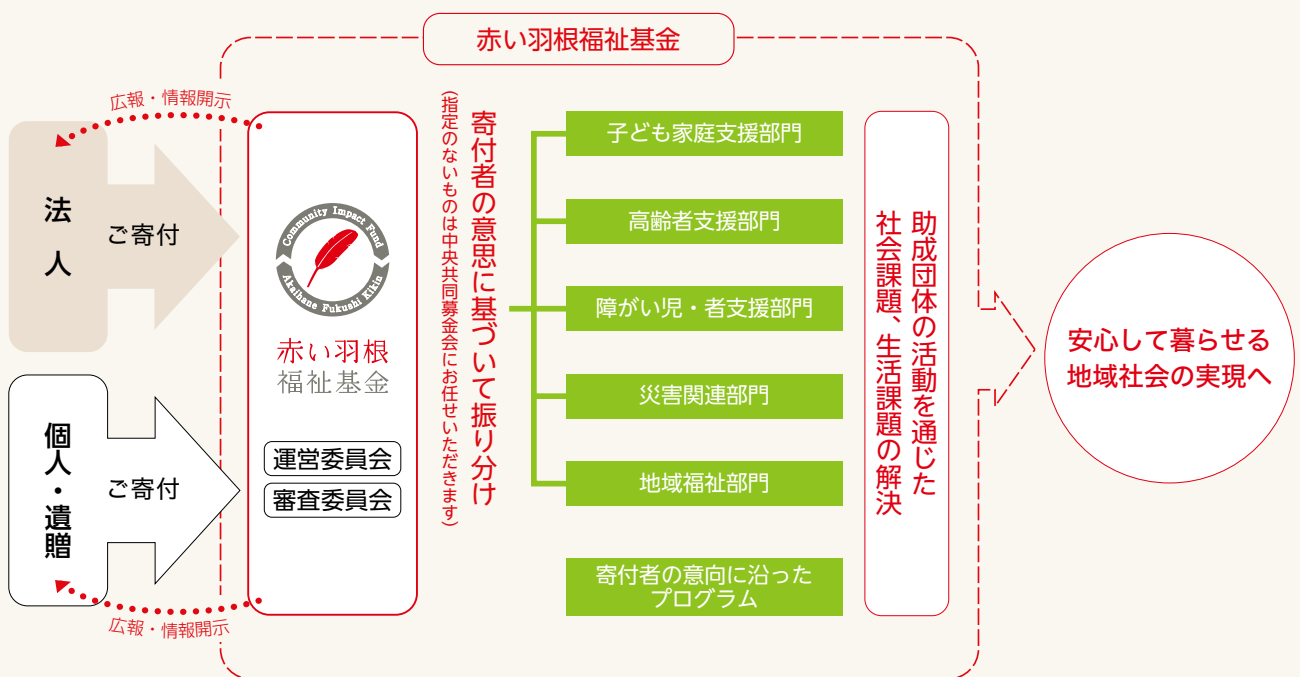 赤い羽根福祉基金
広報・情報開示
法人
ご寄付
個人・遺贈
ご寄付
広報・情報開示
Community Impact Fund
Akaihane Fukushi Kikin
赤い羽根
福祉基金
運営委員会
審査委員会
寄付者の意思に基づいて振り分け
(指定のないものは中央共同募金会にお任せいただきます)
子ども家庭支援部門
高齢者支援部門
障がい児・者支援部門
災害関連部門
地域福祉部門
寄付者の意向に沿った
プログラム
助成団体の活動を通じた
社会課題、生活課題の解決
安心して暮らせる
地域社会の実現へ